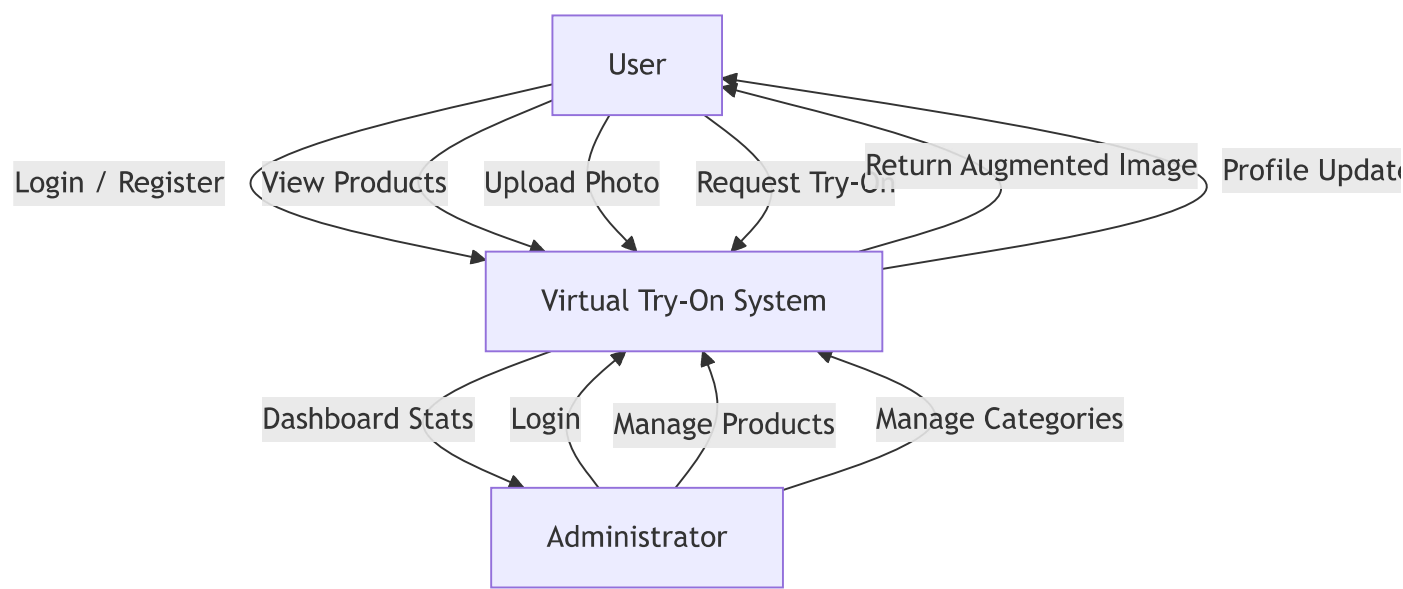 User
Login / Register
View Products
Upload Photo
Request Try-On
Return Augmented Image
Profile Update
Virtual Try-On System
Dashboard Stats
Login
Manage Products
Manage Categories
Administrator